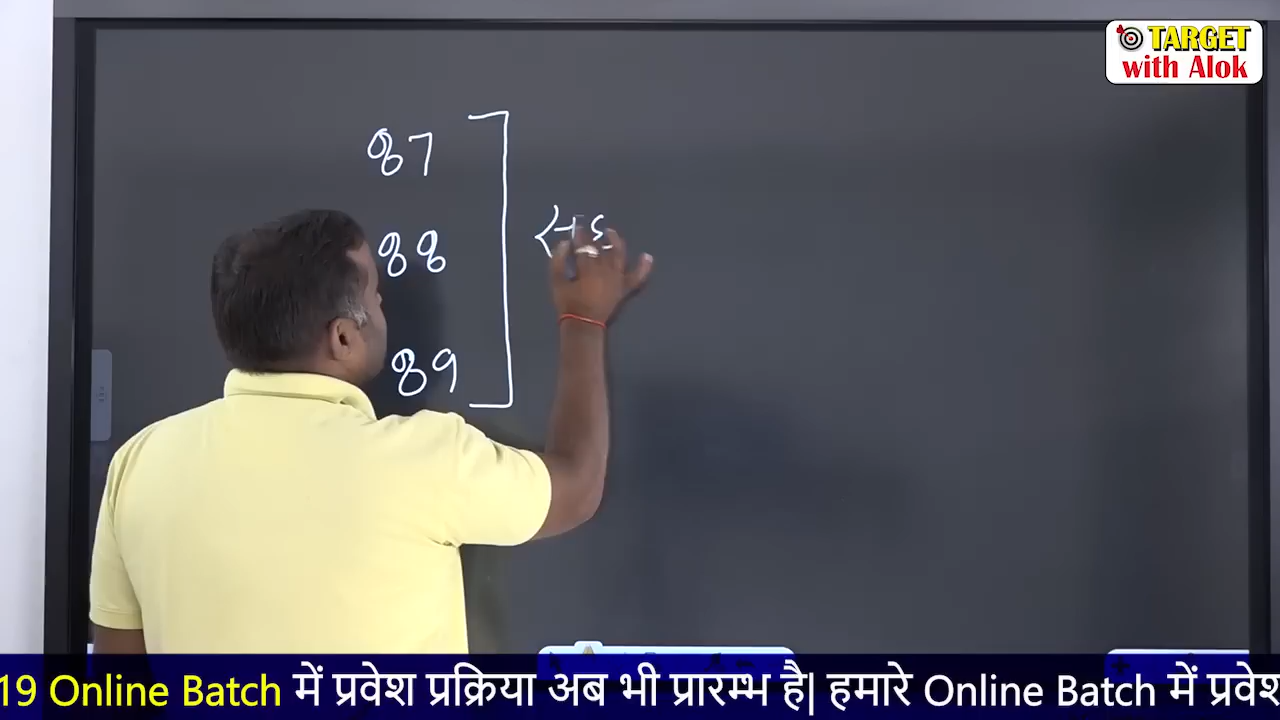 TARGET
with Alok
87
88
89
19 Online Batch में प्रवेश प्रक्रिया अब भी प्रारम्भ है| हमारे Online Batch में प्रवेश